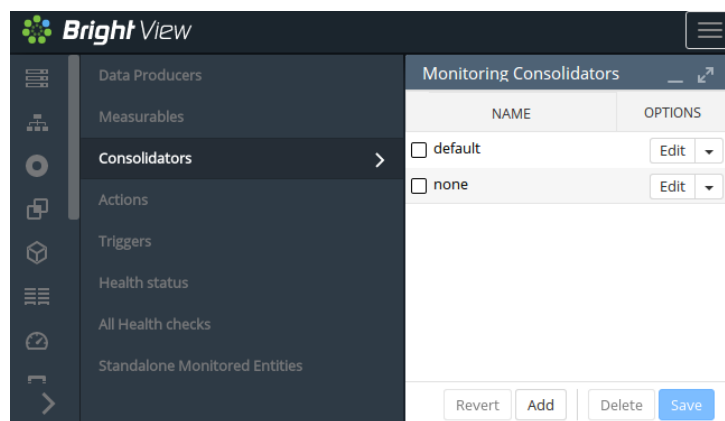 Bright View
Data Producers
Measurables
Consolidators
Actions
Triggers
Health status
All Health checks
Standalone Monitored Entities
Monitoring Consolidators
NAME OPTIONS
default Edit
none Edit
Revert Add Delete Save